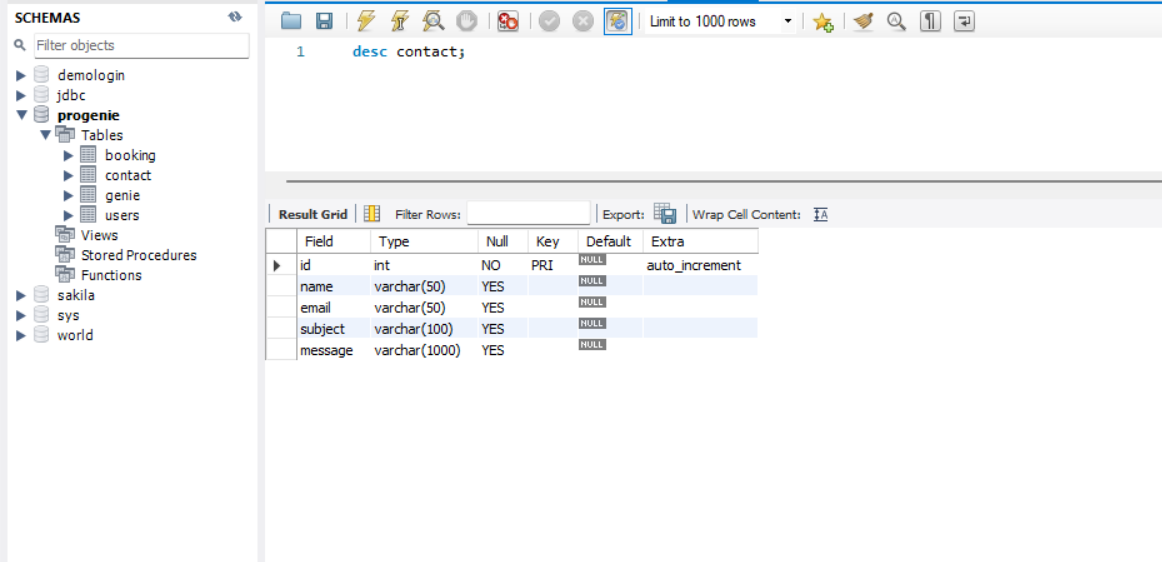 SCHEMAS
Filter objects
demologin
jdbc
progenie
Tables
booking
contact
genie
users
Views
Stored Procedures
Functions
sakila
sys
world
Limit to 1000 rows
1 desc contact;
Result Grid Filter Rows: Export: Wrap Cell Content: IA
Field Type Null Key Default Extra
id int NO PRI NULL auto_increment
name varchar(50) YES NULL
email varchar(50) YES NULL
subject varchar(100) YES NULL
message varchar(1000) YES NULL